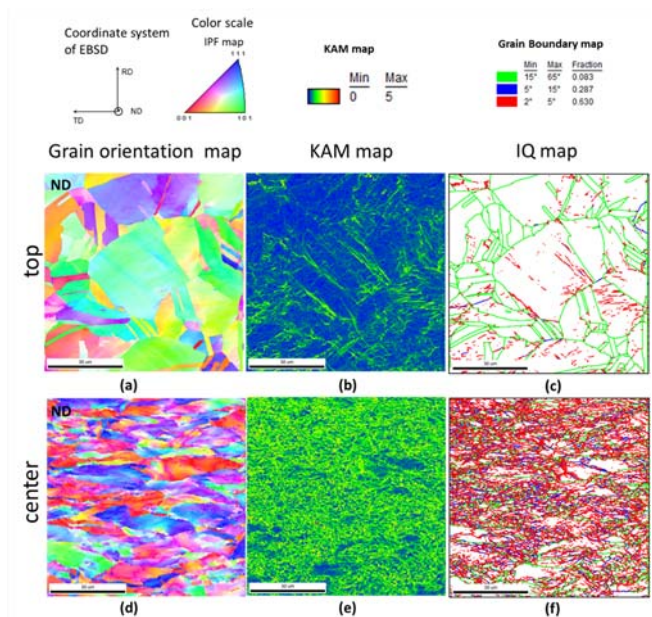 Coordinate system
of EBSD
RD
TD
ND
Color scale
IPF map
1 1 1
0 0 1
1 0 1
KAM map
Min Max
0 5
Grain Boundary map
Min Max Fraction
15° 65° 0.083
5° 15° 0.287
2° 5° 0.630
Grain orientation map
KAM map
IQ map
top
ND
(a)
(b)
(c)
center
ND
(d)
(e)
(f)